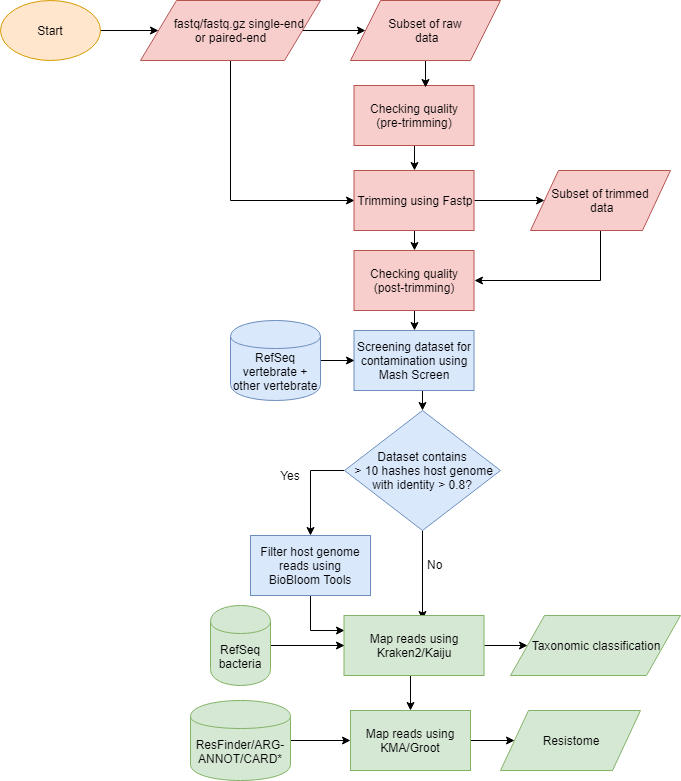 Start
fastq/fastq.gz single-end
or paired-end
Subset of raw
data
Checking quality
(pre-trimming)
Trimming using Fastp
Subset of trimmed
data
Checking quality
(post-trimming)
RefSeq
vertebrate +
other vertebrate
Screening dataset for
contamination using
Mash Screen
Dataset contains
> 10 hashes host genome
with identity > 0.8?
Yes
Filter host genome
reads using
BioBloom Tools
No
RefSeq
bacteria
Map reads using
Kraken2/Kaiju
Taxonomic classification
ResFinder/ARG-
ANNOT/CARD*
Map reads using
KMA/Groot
Resistome